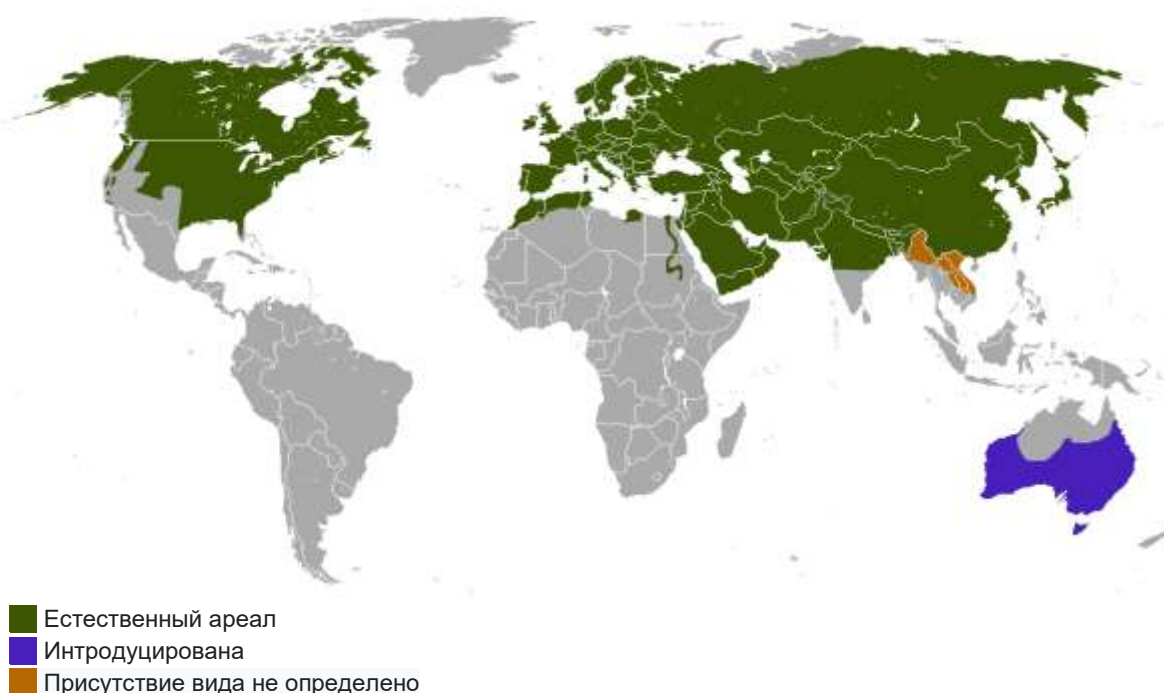 Естественный ареал
Интродуцирована
Присутствие вида не определено